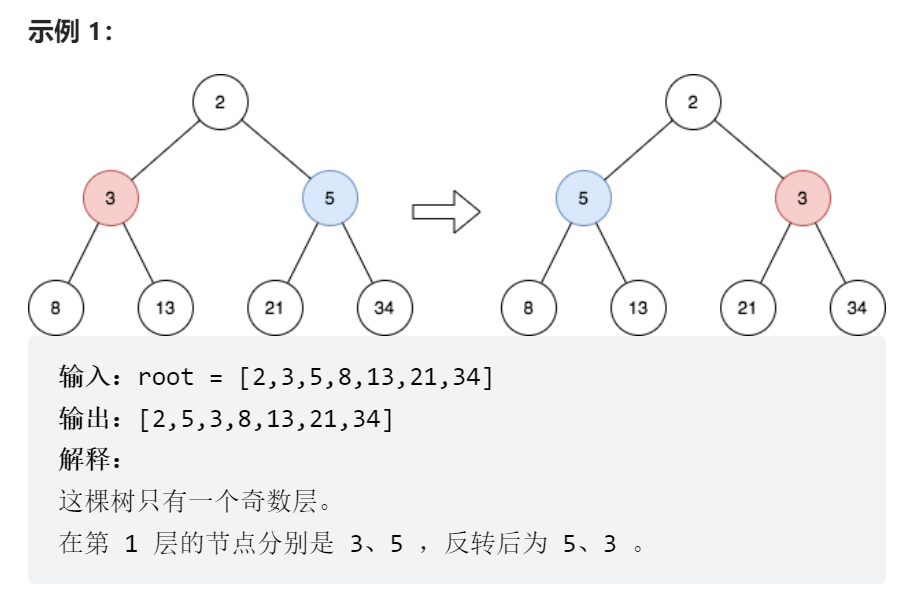 示例 1：
2 2
3 5 5 3
8 13 21 34 8 13 21 34
输入：root = [2,3,5,8,13,21,34]
输出：[2,5,3,8,13,21,34]
解释：
这棵树只有一个奇数层。
在第 1 层的节点分别是 3、5 ，反转后为 5、3 。